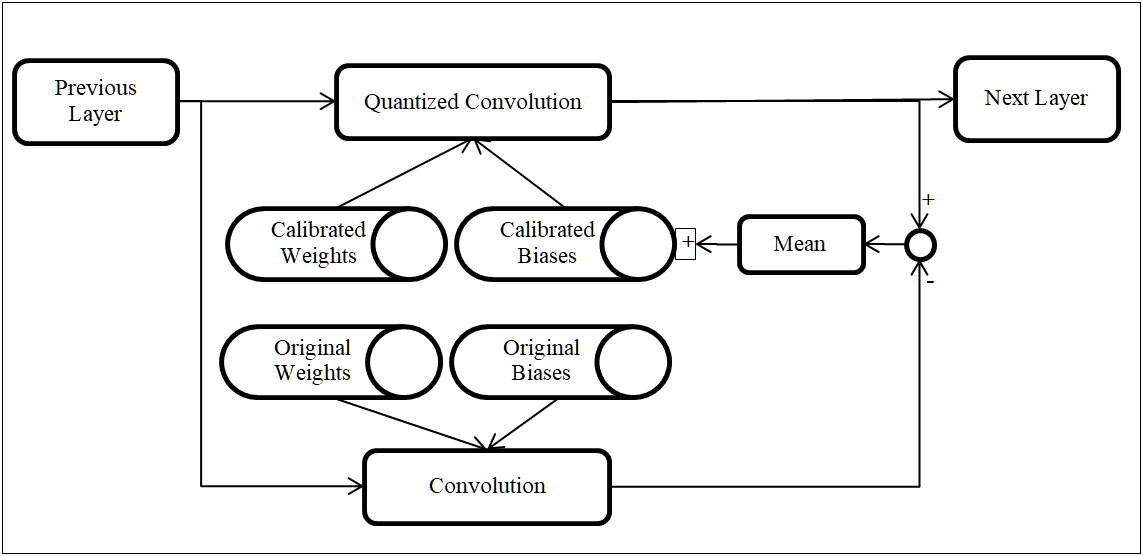 Previous
Layer
Quantized Convolution
Next Layer
Calibrated
Weights
Calibrated
Biases
+
Mean
+
-
Original
Weights
Original
Biases
Convolution